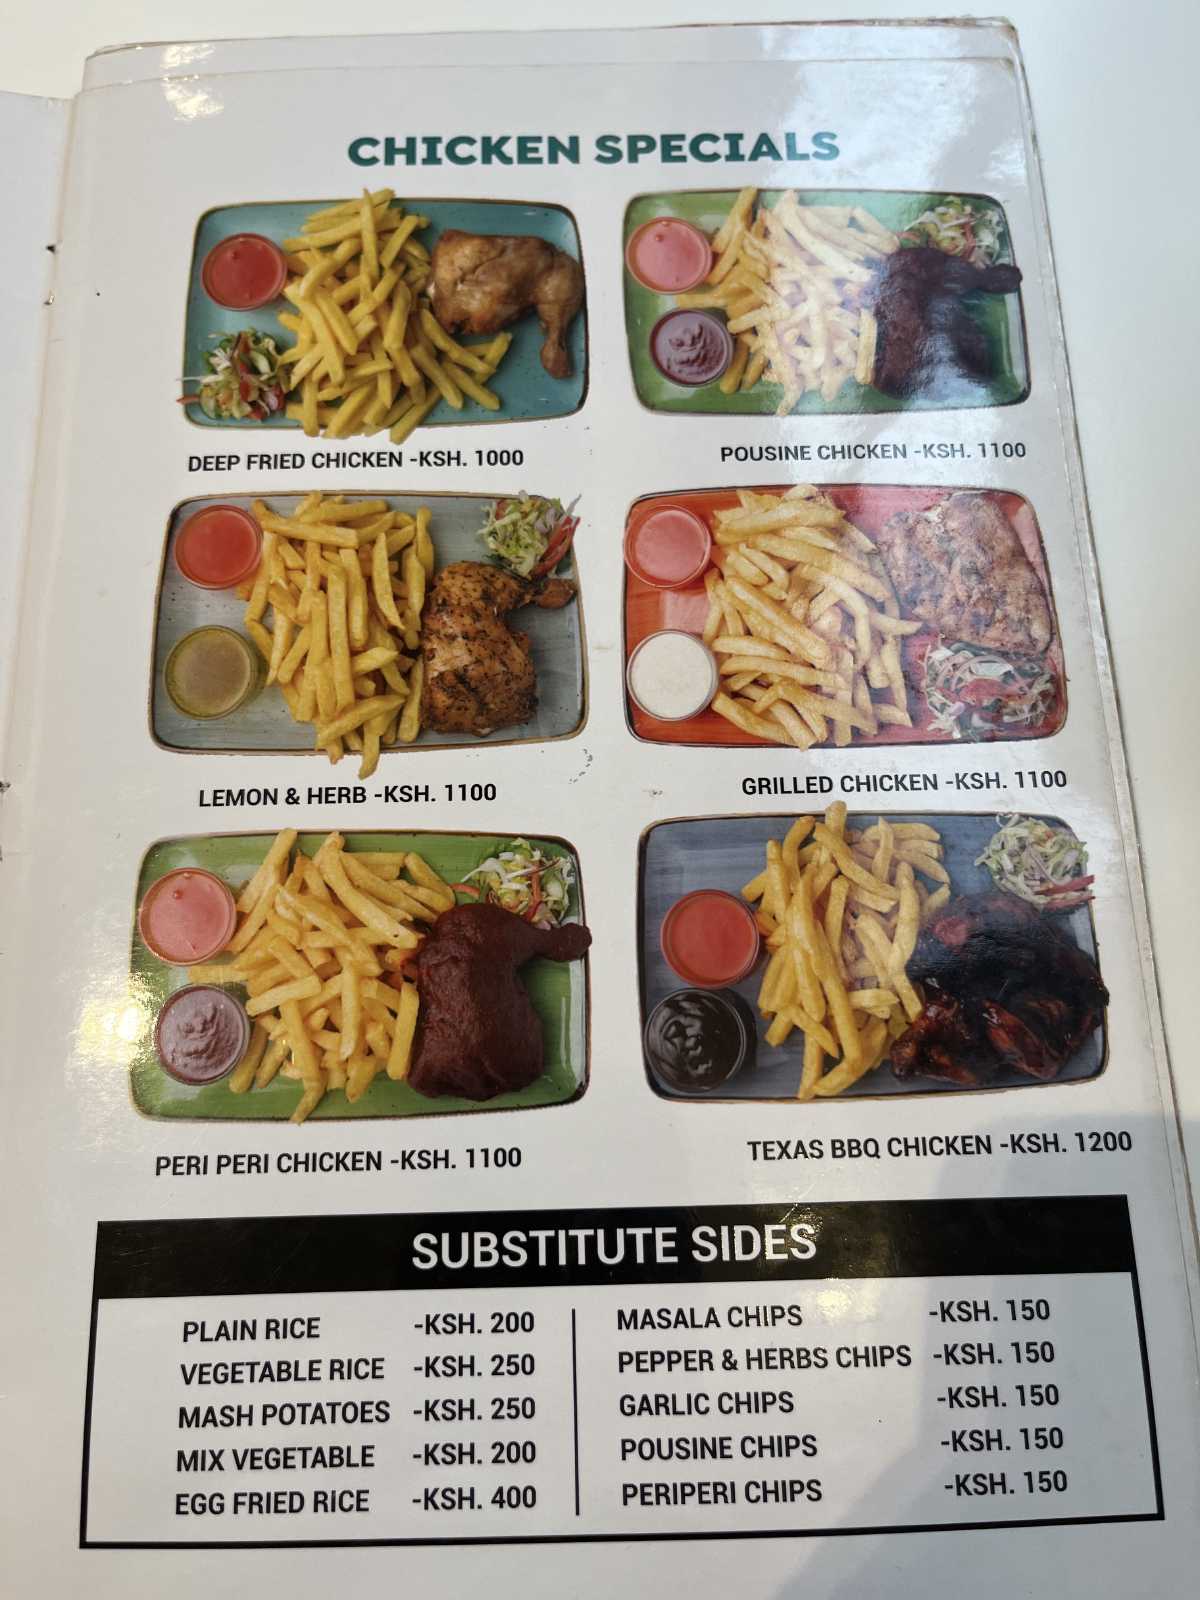 CHICKEN SPECIALS
DEEP FRIED CHICKEN -KSH. 1000
POUSINE CHICKEN -KSH. 1100
LEMON & HERB -KSH. 1100
GRILLED CHICKEN -KSH. 1100
PERI PERI CHICKEN -KSH. 1100
TEXAS BBQ CHICKEN -KSH. 1200
SUBSTITUTE SIDES
PLAIN RICE -KSH. 200
VEGETABLE RICE -KSH. 250
MASH POTATOES -KSH. 250
MIX VEGETABLE -KSH. 200
EGG FRIED RICE -KSH. 400
MASALA CHIPS -KSH. 150
PEPPER & HERBS CHIPS -KSH. 150
GARLIC CHIPS -KSH. 150
POUSINE CHIPS -KSH. 150
PERIPERI CHIPS -KSH. 150